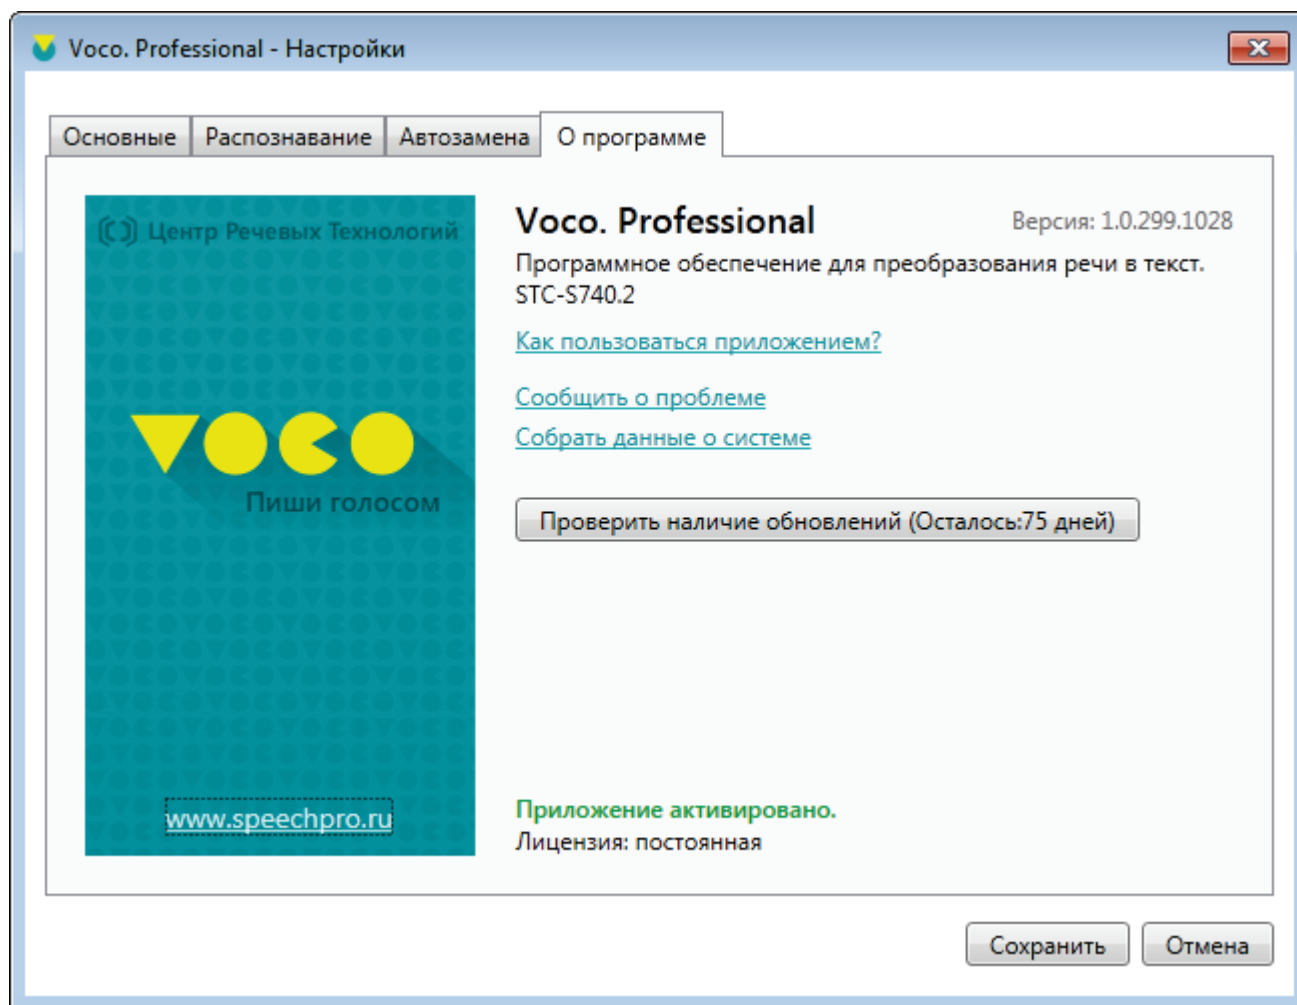 Voco. Professional - Настройки
Основные
Распознавание
Автозамена
О программе
Центр Речевых Технологий
VOCO
Пиши голосом
www.speechpro.ru
Voco. Professional
Версия: 1.0.299.1028
Программное обеспечение для преобразования речи в текст.
STC-S740.2
Как пользоваться приложением?
Сообщить о проблеме
Собрать данные о системе
Проверить наличие обновлений (Осталось:75 дней)
Приложение активировано.
Лицензия: постоянная
Сохранить
Отмена